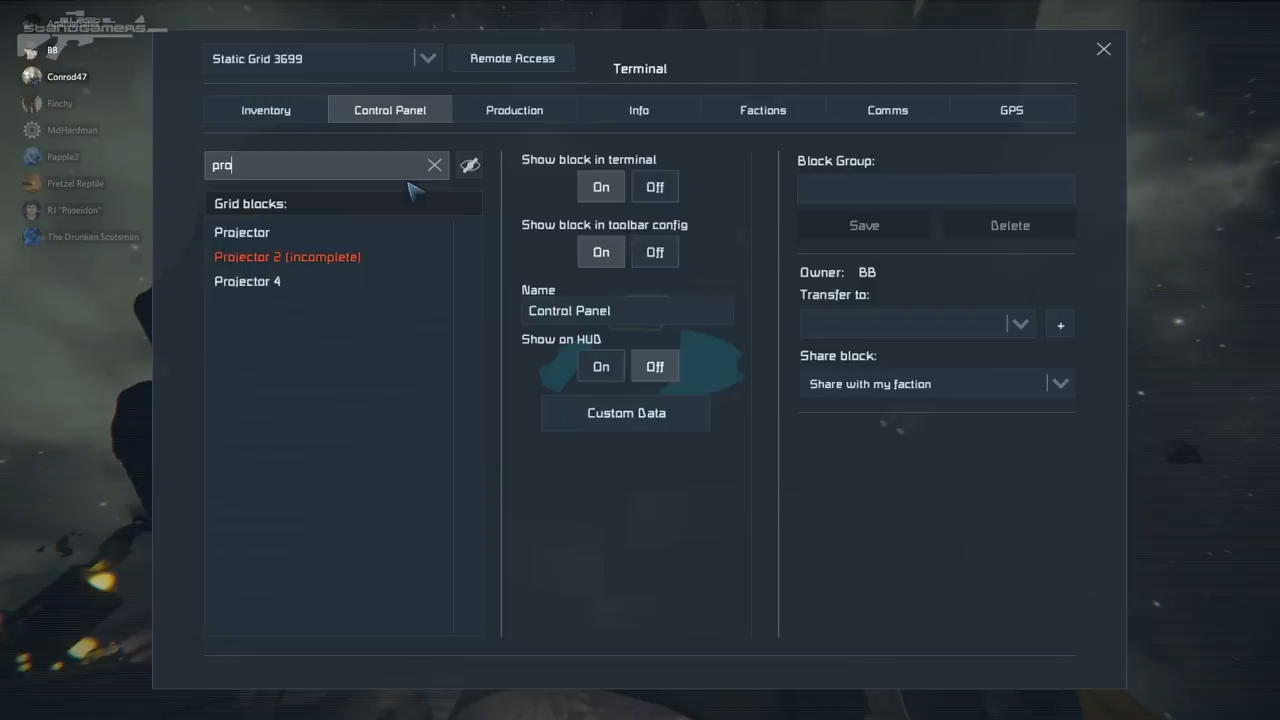 STANDGAMERS
BB
Conrod47
Finchy
MdHardman
Papple2
Pretzel Reptile
RJ "Poseidon"
The Drunken Scotsman
Static Grid 3699
Remote Access
Terminal
Inventory
Control Panel
Production
Info
Factions
Comms
GPS
pro
Grid blocks:
Projector
Projector 2 (incomplete)
Projector 4
Show block in terminal
On
Off
Show block in toolbar config
On
Off
Name
Control Panel
Show on HUD
On
Off
Custom Data
Block Group:
Save
Delete
Owner: BB
Transfer to:
+
Share block:
Share with my faction